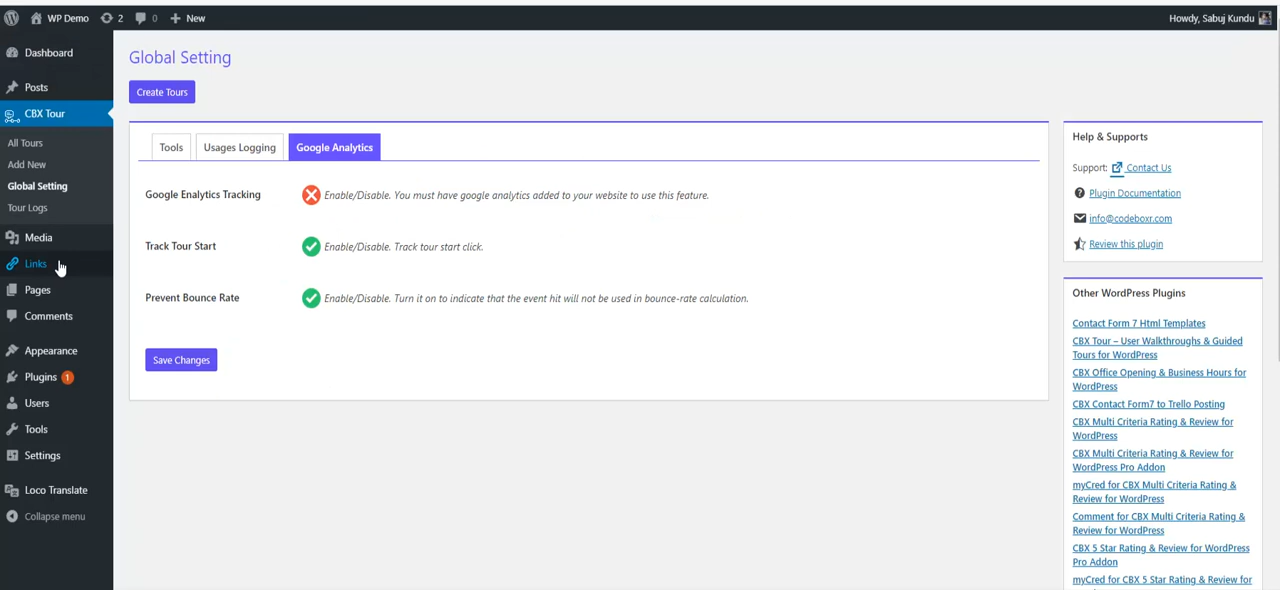 WP Demo 2 0 New
Howdy, Sabuj Kundu
Dashboard
Posts
CBX Tour
All Tours
Add New
Global Setting
Tour Logs
Media
Links
Pages
Comments
Appearance
Plugins 1
Users
Tools
Settings
Loco Translate
Collapse menu
Global Setting
Create Tours
Tools Usages Logging Google Analytics
Google Enalytics Tracking Enable/Disable. You must have google analytics added to your website to use this feature.
Track Tour Start Enable/Disable. Track tour start click.
Prevent Bounce Rate Enable/Disable. Turn it on to indicate that the event hit will not be used in bounce-rate calculation.
Save Changes
Help & Supports
Support: Contact Us
Plugin Documentation
info@codeboxr.com
Review this plugin
Other WordPress Plugins
Contact Form 7 Html Templates
CBX Tour – User Walkthroughs & Guided
Tours for WordPress
CBX Office Opening & Business Hours for
WordPress
CBX Contact Form7 to Trello Posting
CBX Multi Criteria Rating & Review for
WordPress
CBX Multi Criteria Rating & Review for
WordPress Pro Addon
myCred for CBX Multi Criteria Rating &
Review for WordPress
Comment for CBX Multi Criteria Rating &
Review for WordPress
CBX 5 Star Rating & Review for WordPress
Pro Addon
myCred for CBX 5 Star Rating & Review for